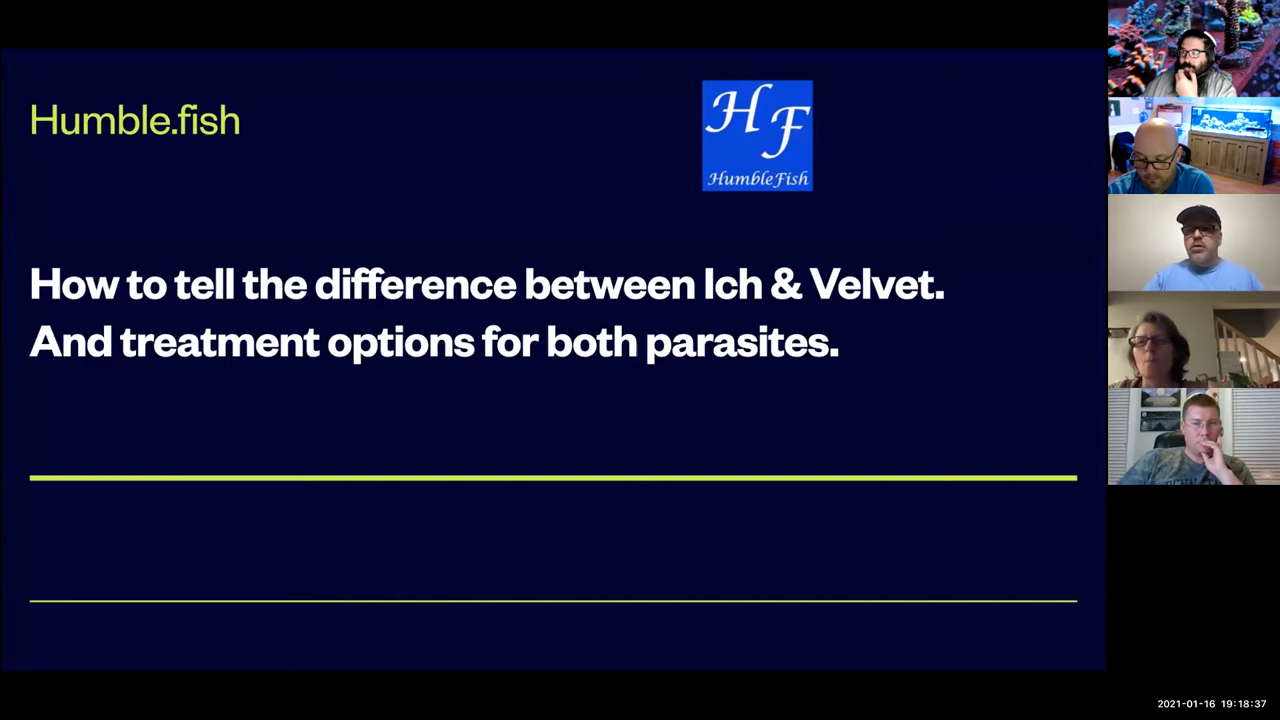 Humble.fish
H F
HumbleFish
How to tell the difference between Ich & Velvet.
And treatment options for both parasites.
2021-01-16 19:18:37